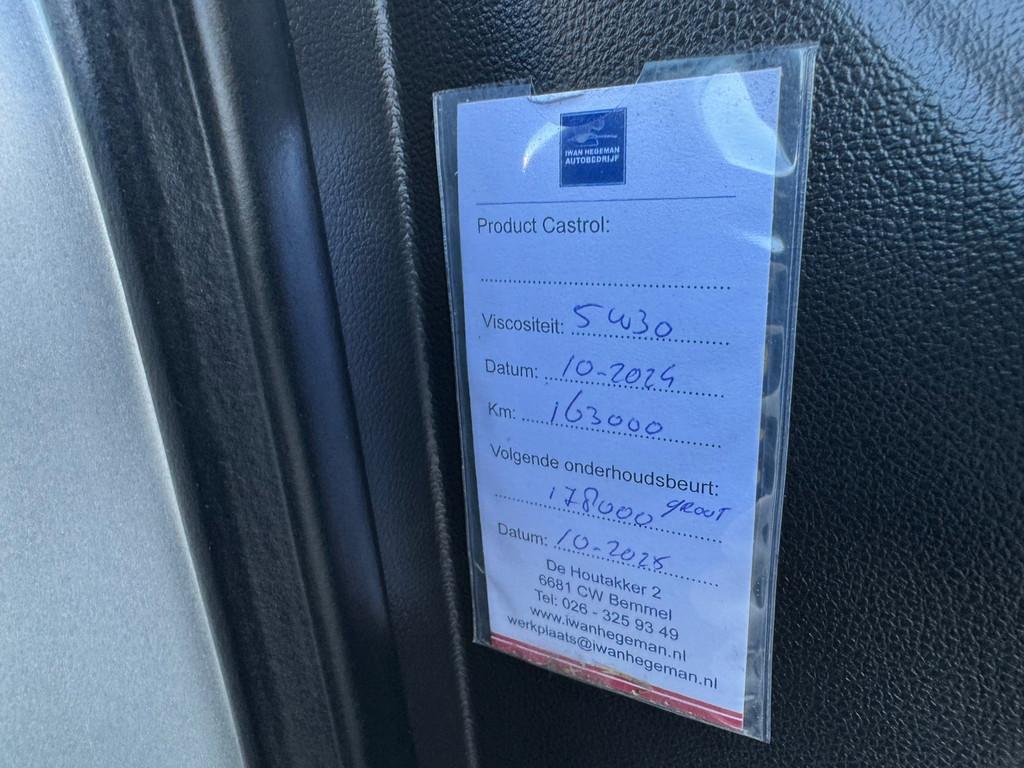 IWAN HEGEMAN
AUTOBEDRIJF
Product Castrol:
Viscositeit: 5W30
Datum: 10-2024
Km: 163000
Volgende onderhoudsbeurt:
178000 GROOT
Datum: 10-2025
De Houtakker 2
6681 CW Bemmel
Tel: 026 - 325 93 49
www.iwanhegeman.nl
werkplaats@iwanhegeman.nl